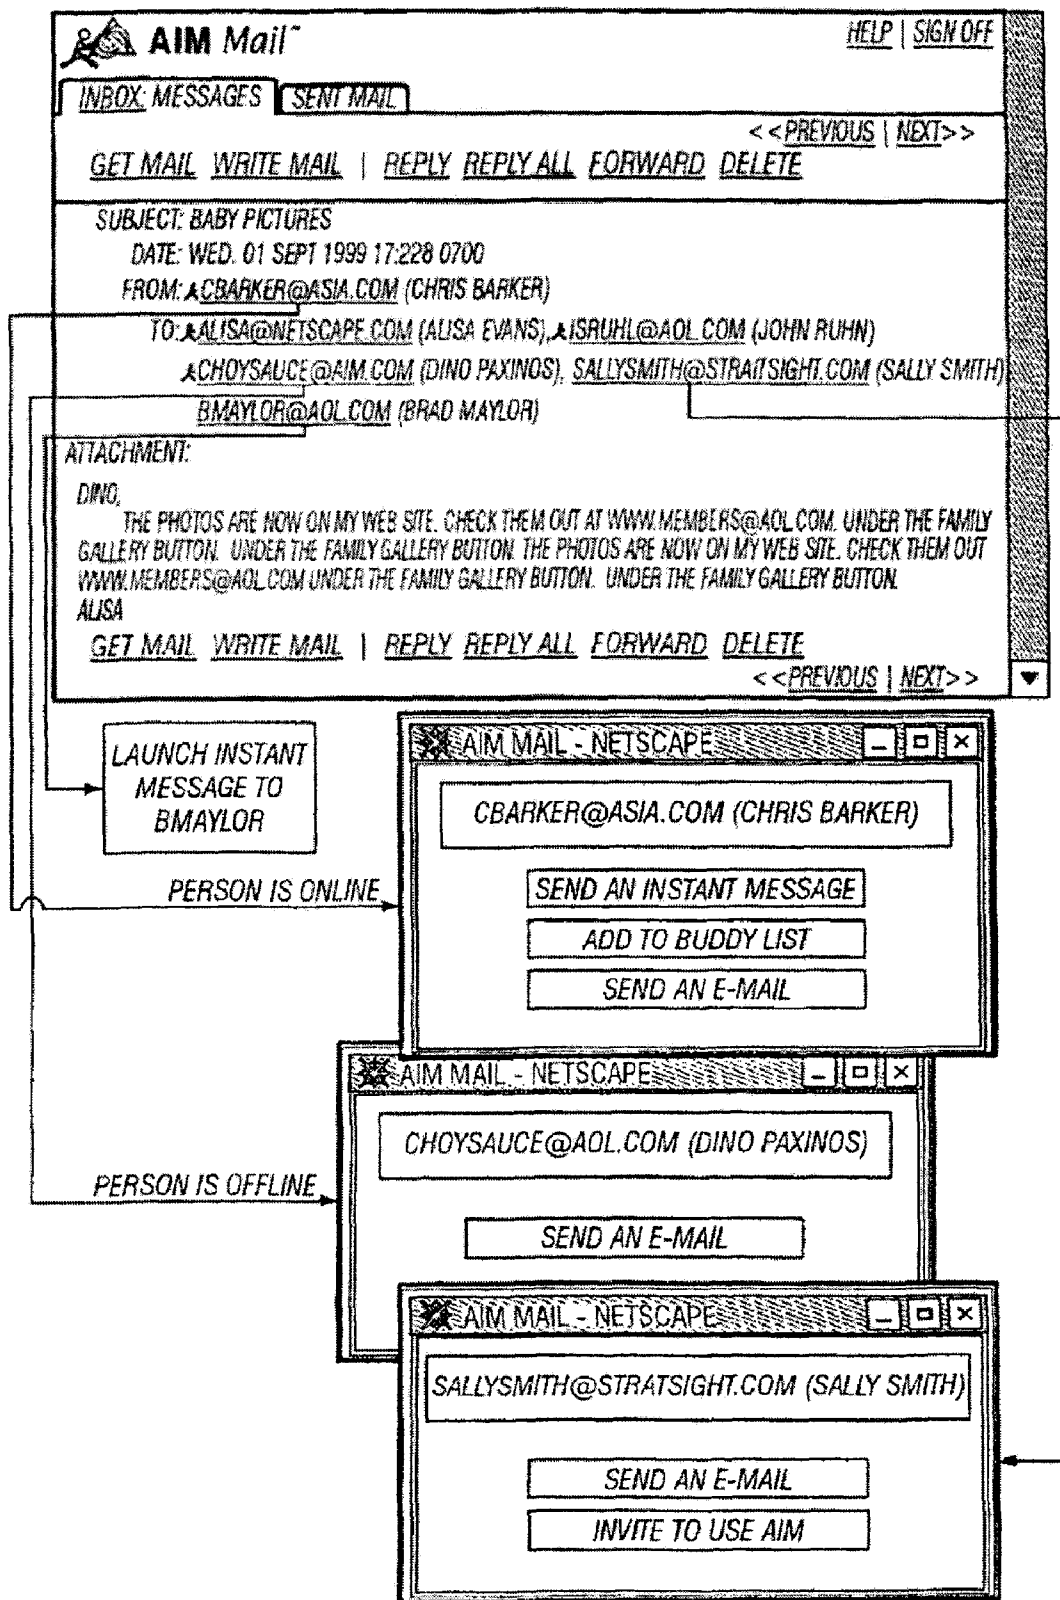 AIM Mail™
HELP | SIGN OFF
INBOX: MESSAGES SENT MAIL
<<PREVIOUS | NEXT>>
GET MAIL WRITE MAIL | REPLY REPLY ALL FORWARD DELETE
SUBJECT: BABY PICTURES
DATE: WED. 01 SEPT 1999 17:228 0700
FROM: CBARKER@ASIA.COM (CHRIS BARKER)
TO: ALISA@NETSCAPE.COM (ALISA EVANS), ISRUHL@AOL.COM (JOHN RUHN)
CHOYSAUCE@AIM.COM (DINO PAXINOS), SALLYSMITH@STRAITSIGHT.COM (SALLY SMITH)
BMAYLOR@AOL.COM (BRAD MAYLOR)
ATTACHMENT:
DINO,
THE PHOTOS ARE NOW ON MY WEB SITE. CHECK THEM OUT AT WWW.MEMBERS@AOL.COM. UNDER THE FAMILY
GALLERY BUTTON. UNDER THE FAMILY GALLERY BUTTON. THE PHOTOS ARE NOW ON MY WEB SITE. CHECK THEM OUT
WWW.MEMBERS@AOL.COM UNDER THE FAMILY GALLERY BUTTON. UNDER THE FAMILY GALLERY BUTTON.
ALISA
GET MAIL WRITE MAIL | REPLY REPLY ALL FORWARD DELETE
<<PREVIOUS | NEXT>>
LAUNCH INSTANT
MESSAGE TO
BMAYLOR
AIM MAIL - NETSCAPE
CBARKER@ASIA.COM (CHRIS BARKER)
PERSON IS ONLINE
SEND AN INSTANT MESSAGE
ADD TO BUDDY LIST
SEND AN E-MAIL
AIM MAIL - NETSCAPE
CHOYSAUCE@AOL.COM (DINO PAXINOS)
PERSON IS OFFLINE
SEND AN E-MAIL
AIM MAIL - NETSCAPE
SALLYSMITH@STRATSIGHT.COM (SALLY SMITH)
SEND AN E-MAIL
INVITE TO USE AIM